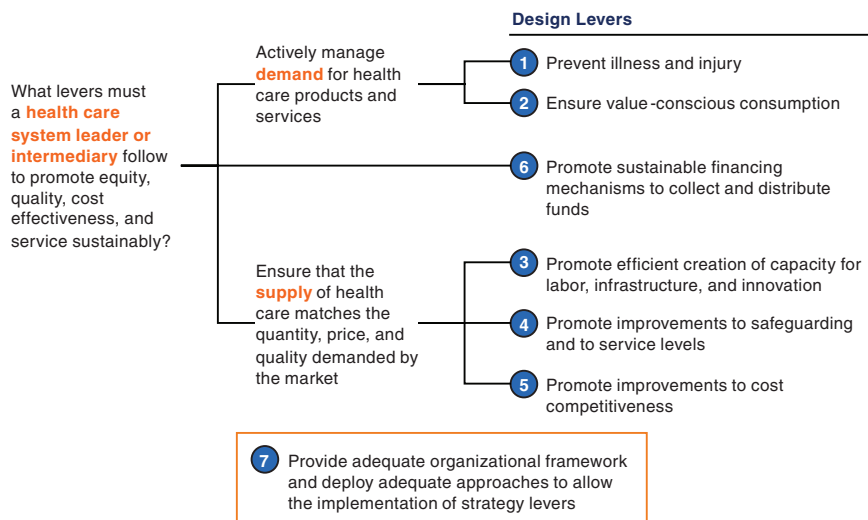 Design Levers
What levers must
a health care
system leader or
intermediary follow
to promote equity,
quality, cost
effectiveness, and
service sustainably?
Actively manage
demand for health
care products and
services
1 Prevent illness and injury
2 Ensure value-conscious consumption
6 Promote sustainable financing
mechanisms to collect and distribute
funds
Ensure that the
supply of health
care matches the
quantity, price, and
quality demanded by
the market
3 Promote efficient creation of capacity for
labor, infrastructure, and innovation
4 Promote improvements to safeguarding
and to service levels
5 Promote improvements to cost
competitiveness
7 Provide adequate organizational framework
and deploy adequate approaches to allow
the implementation of strategy levers